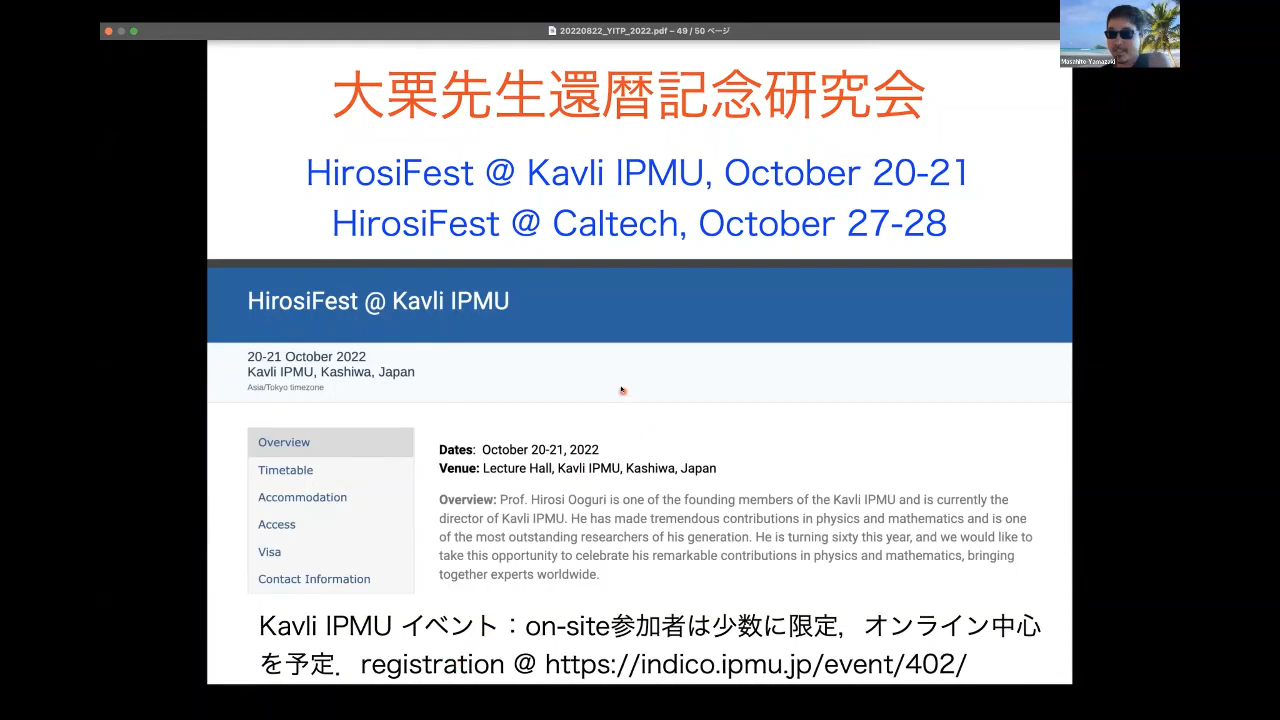 20220822_YITP_2022.pdf – 49 / 50 ページ
Masahito Yamazaki
大栗先生還暦記念研究会
HirosiFest @ Kavli IPMU, October 20-21
HirosiFest @ Caltech, October 27-28
HirosiFest @ Kavli IPMU
20-21 October 2022
Kavli IPMU, Kashiwa, Japan
Asia/Tokyo timezone
Overview
Timetable
Accommodation
Access
Visa
Contact Information
Dates: October 20-21, 2022
Venue: Lecture Hall, Kavli IPMU, Kashiwa, Japan
Overview: Prof. Hirosi Ooguri is one of the founding members of the Kavli IPMU and is currently the
director of Kavli IPMU. He has made tremendous contributions in physics and mathematics and is one
of the most outstanding researchers of his generation. He is turning sixty this year, and we would like to
take this opportunity to celebrate his remarkable contributions in physics and mathematics, bringing
together experts worldwide.
Kavli IPMU イベント：on-site参加者は少数に限定，オンライン中心
を予定．registration @ https://indico.ipmu.jp/event/402/